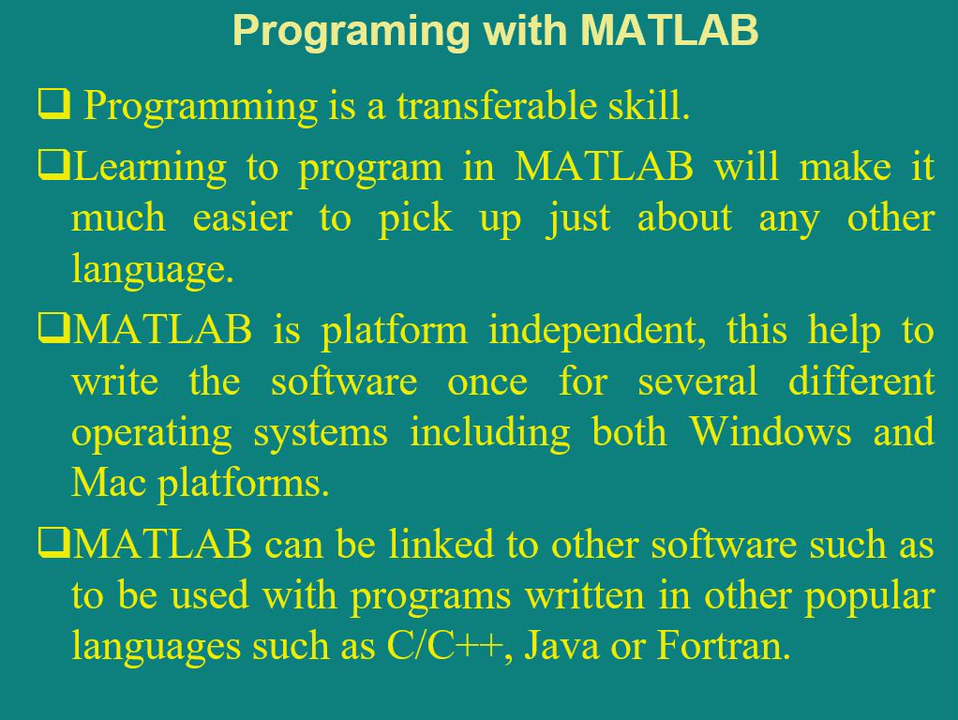 Programing with MATLAB
❑ Programming is a transferable skill.
❑Learning to program in MATLAB will make it
much easier to pick up just about any other
language.
❑MATLAB is platform independent, this help to
write the software once for several different
operating systems including both Windows and
Mac platforms.
❑MATLAB can be linked to other software such as
to be used with programs written in other popular
languages such as C/C++, Java or Fortran.